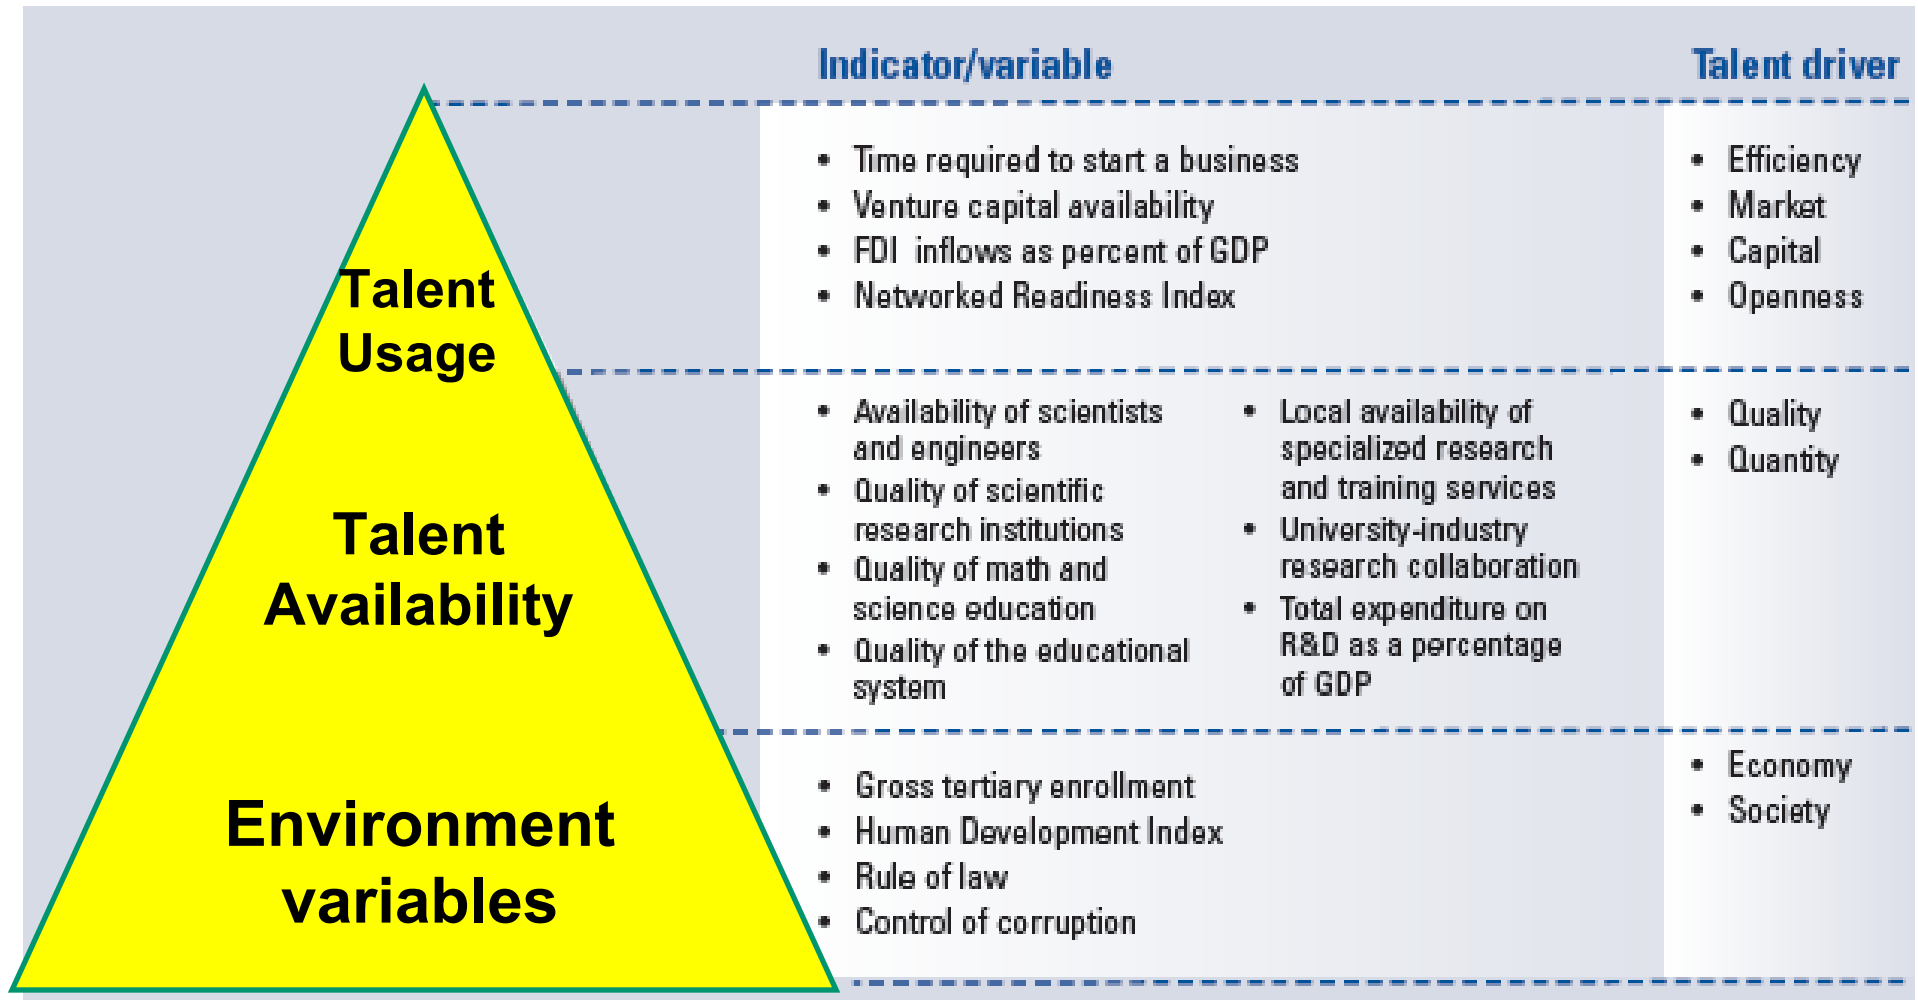 Indicator/variable
Talent driver
Talent
Usage
• Time required to start a business
• Venture capital availability
• FDI inflows as percent of GDP
• Networked Readiness Index
• Efficiency
• Market
• Capital
• Openness
Talent
Availability
• Availability of scientists
and engineers
• Quality of scientific
research institutions
• Quality of math and
science education
• Quality of the educational
system
• Local availability of
specialized research
and training services
• University-industry
research collaboration
• Total expenditure on
R&D as a percentage
of GDP
• Quality
• Quantity
Environment
variables
• Gross tertiary enrollment
• Human Development Index
• Rule of law
• Control of corruption
• Economy
• Society